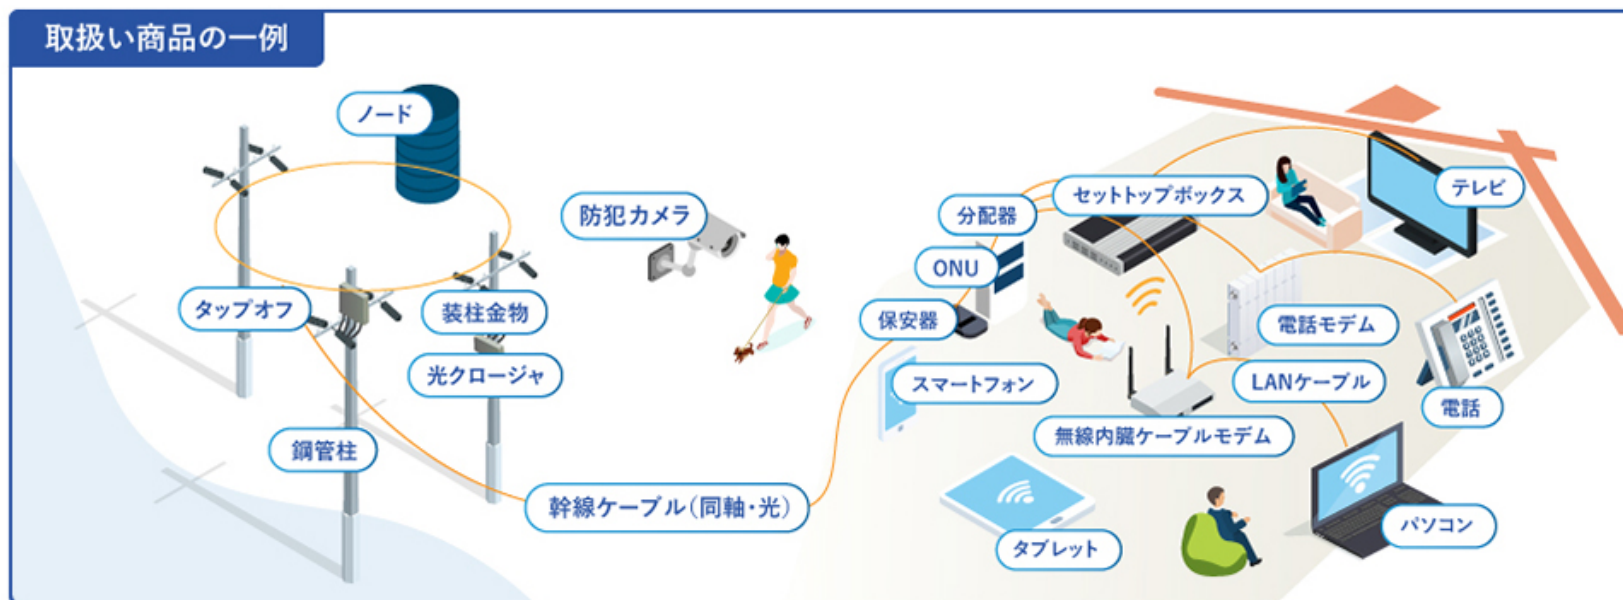 取扱い商品の一例
ノード
防犯カメラ
タップオフ
装柱金物
光クロージャ
鋼管柱
幹線ケーブル(同軸・光)
分配器
セットトップボックス
テレビ
ONU
保安器
電話モデム
スマートフォン
LANケーブル
電話
無線内臓ケーブルモデム
タブレット
パソコン